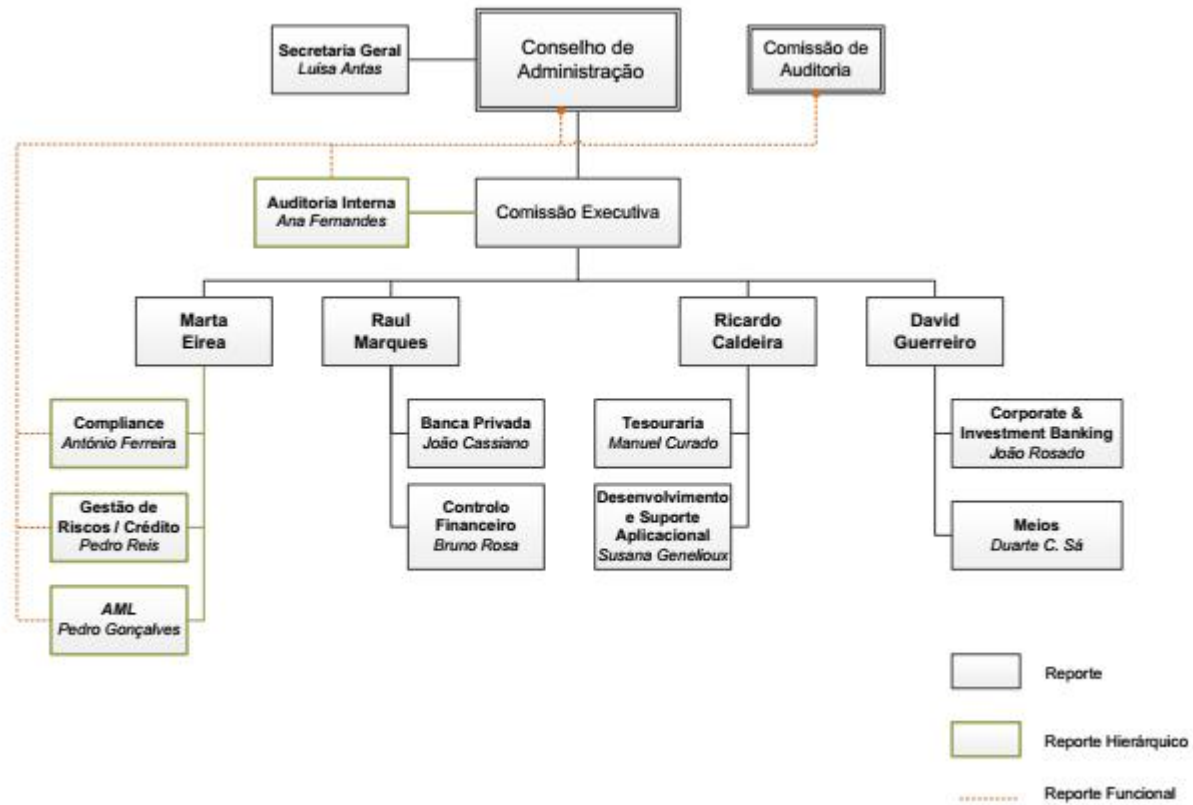 Secretaria Geral
Luísa Antas
Conselho de
Administração
Comissão de
Auditoria
Auditoria Interna
Ana Fernandes
Comissão Executiva
Marta
Eirea
Raul
Marques
Ricardo
Caldeira
David
Guerreiro
Compliance
António Ferreira
Banca Privada
João Cassiano
Tesouraria
Manuel Curado
Corporate &
Investment Banking
João Rosado
Gestão de
Riscos / Crédito
Pedro Reis
Controlo
Financeiro
Bruno Rosa
Desenvolvimento
e Suporte
Aplicacional
Susana Genelioux
Meios
Duarte C. Sá
AML
Pedro Gonçalves
Reporte
Reporte Hierárquico
Reporte Funcional